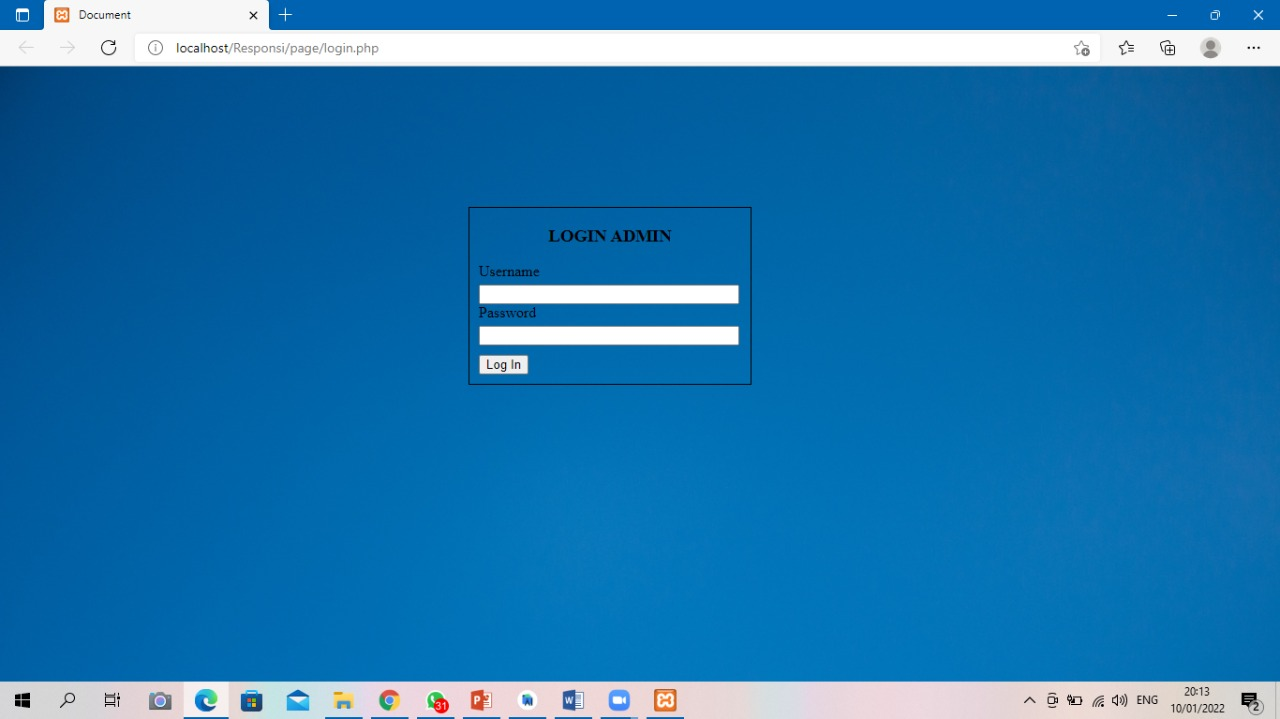 Document
localhost/Responsi/page/login.php
LOGIN ADMIN
Username
Password
Log In
31
ENG
20:13
10/01/2022
2